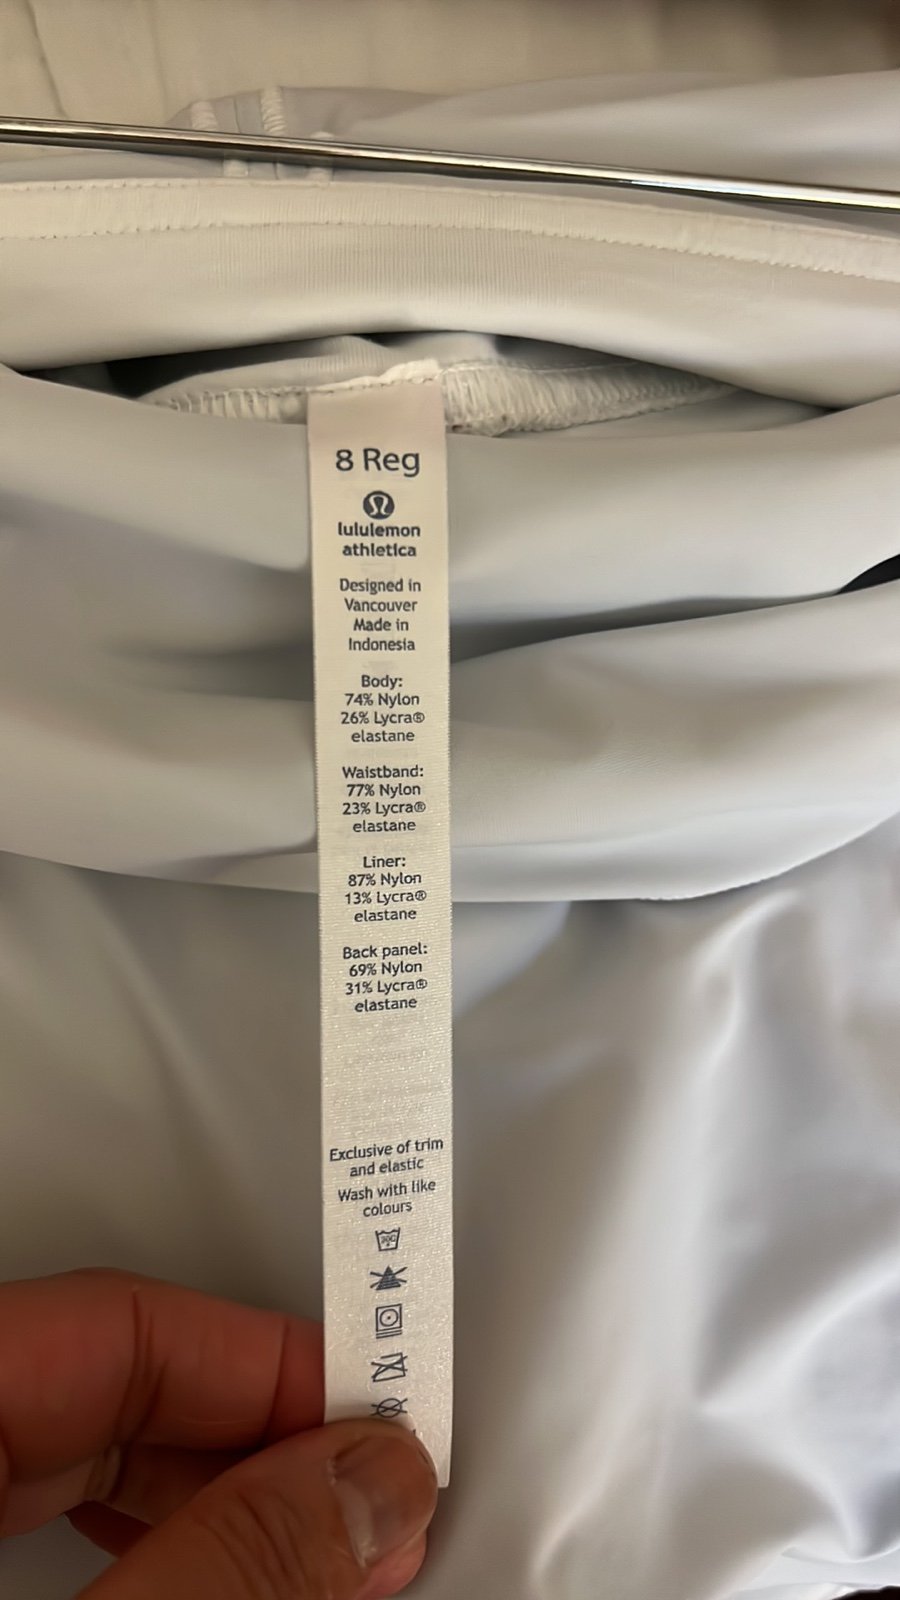 8 Reg
lululemon
athletica
Designed in
Vancouver
Made in
Indonesia
Body:
74% Nylon
26% Lycra®
elastane
Waistband:
77% Nylon
23% Lycra®
elastane
Liner:
87% Nylon
13% Lycra®
elastane
Back panel:
69% Nylon
31% Lycra®
elastane
Exclusive of trim
and elastic
Wash with like
colours